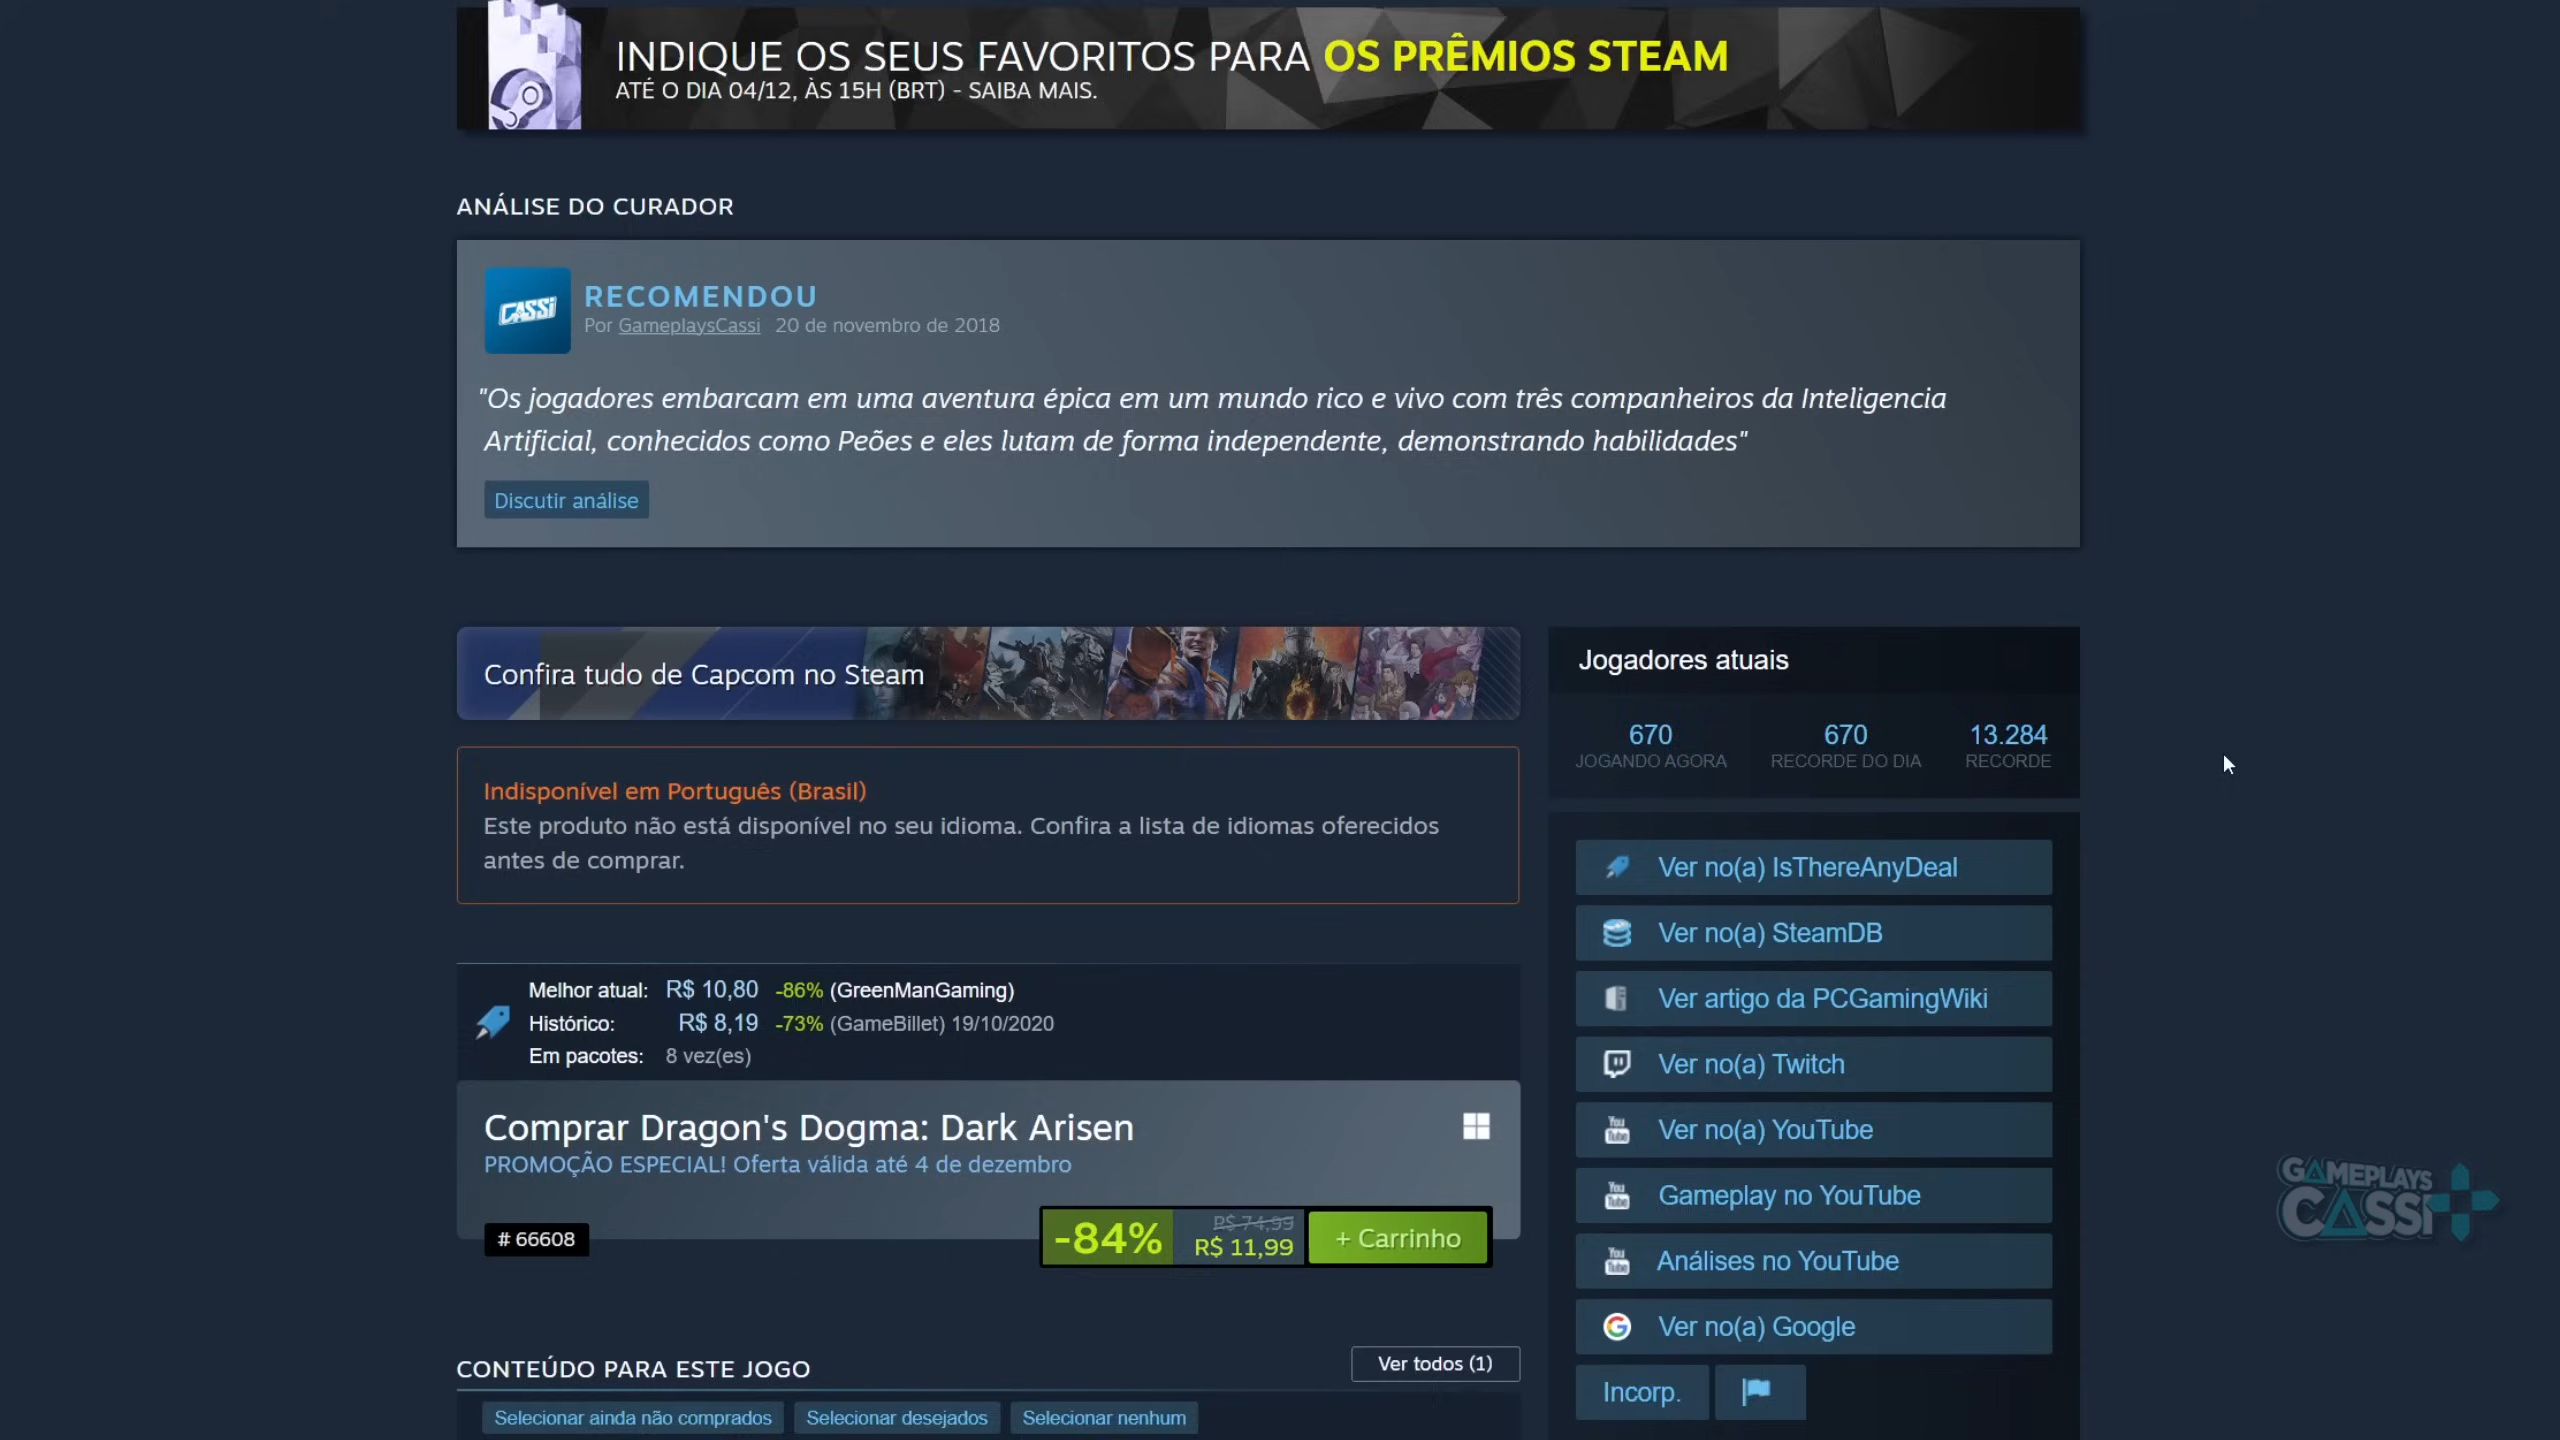 INDIQUE OS SEUS FAVORITOS PARA OS PRÊMIOS STEAM
ATÉ O DIA 04/12, ÀS 15H (BRT) - SAIBA MAIS.
ANÁLISE DO CURADOR
CASSi
RECOMENDOU
Por GameplaysCassi 20 de novembro de 2018
"Os jogadores embarcam em uma aventura épica em um mundo rico e vivo com três companheiros da Inteligencia
Artificial, conhecidos como Peões e eles lutam de forma independente, demonstrando habilidades"
Discutir análise
Confira tudo de Capcom no Steam
Indisponível em Português (Brasil)
Este produto não está disponível no seu idioma. Confira a lista de idiomas oferecidos
antes de comprar.
Melhor atual: R$ 10,80 -86% (GreenManGaming)
Histórico: R$ 8,19 -73% (GameBillet) 19/10/2020
Em pacotes: 8 vez(es)
Comprar Dragon's Dogma: Dark Arisen
PROMOÇÃO ESPECIAL! Oferta válida até 4 de dezembro
# 66608
-84%
R$ 74,99
R$ 11,99
+ Carrinho
CONTEÚDO PARA ESTE JOGO
Ver todos (1)
Selecionar ainda não comprados
Selecionar desejados
Selecionar nenhum
Jogadores atuais
670 670 13.284
JOGANDO AGORA RECORDE DO DIA RECORDE
Ver no(a) IsThereAnyDeal
Ver no(a) SteamDB
Ver artigo da PCGamingWiki
Ver no(a) Twitch
You Tube Ver no(a) YouTube
You Tube Gameplay no YouTube
You Tube Análises no YouTube
G Ver no(a) Google
Incorp.
GAMEPLAYS
CASSI